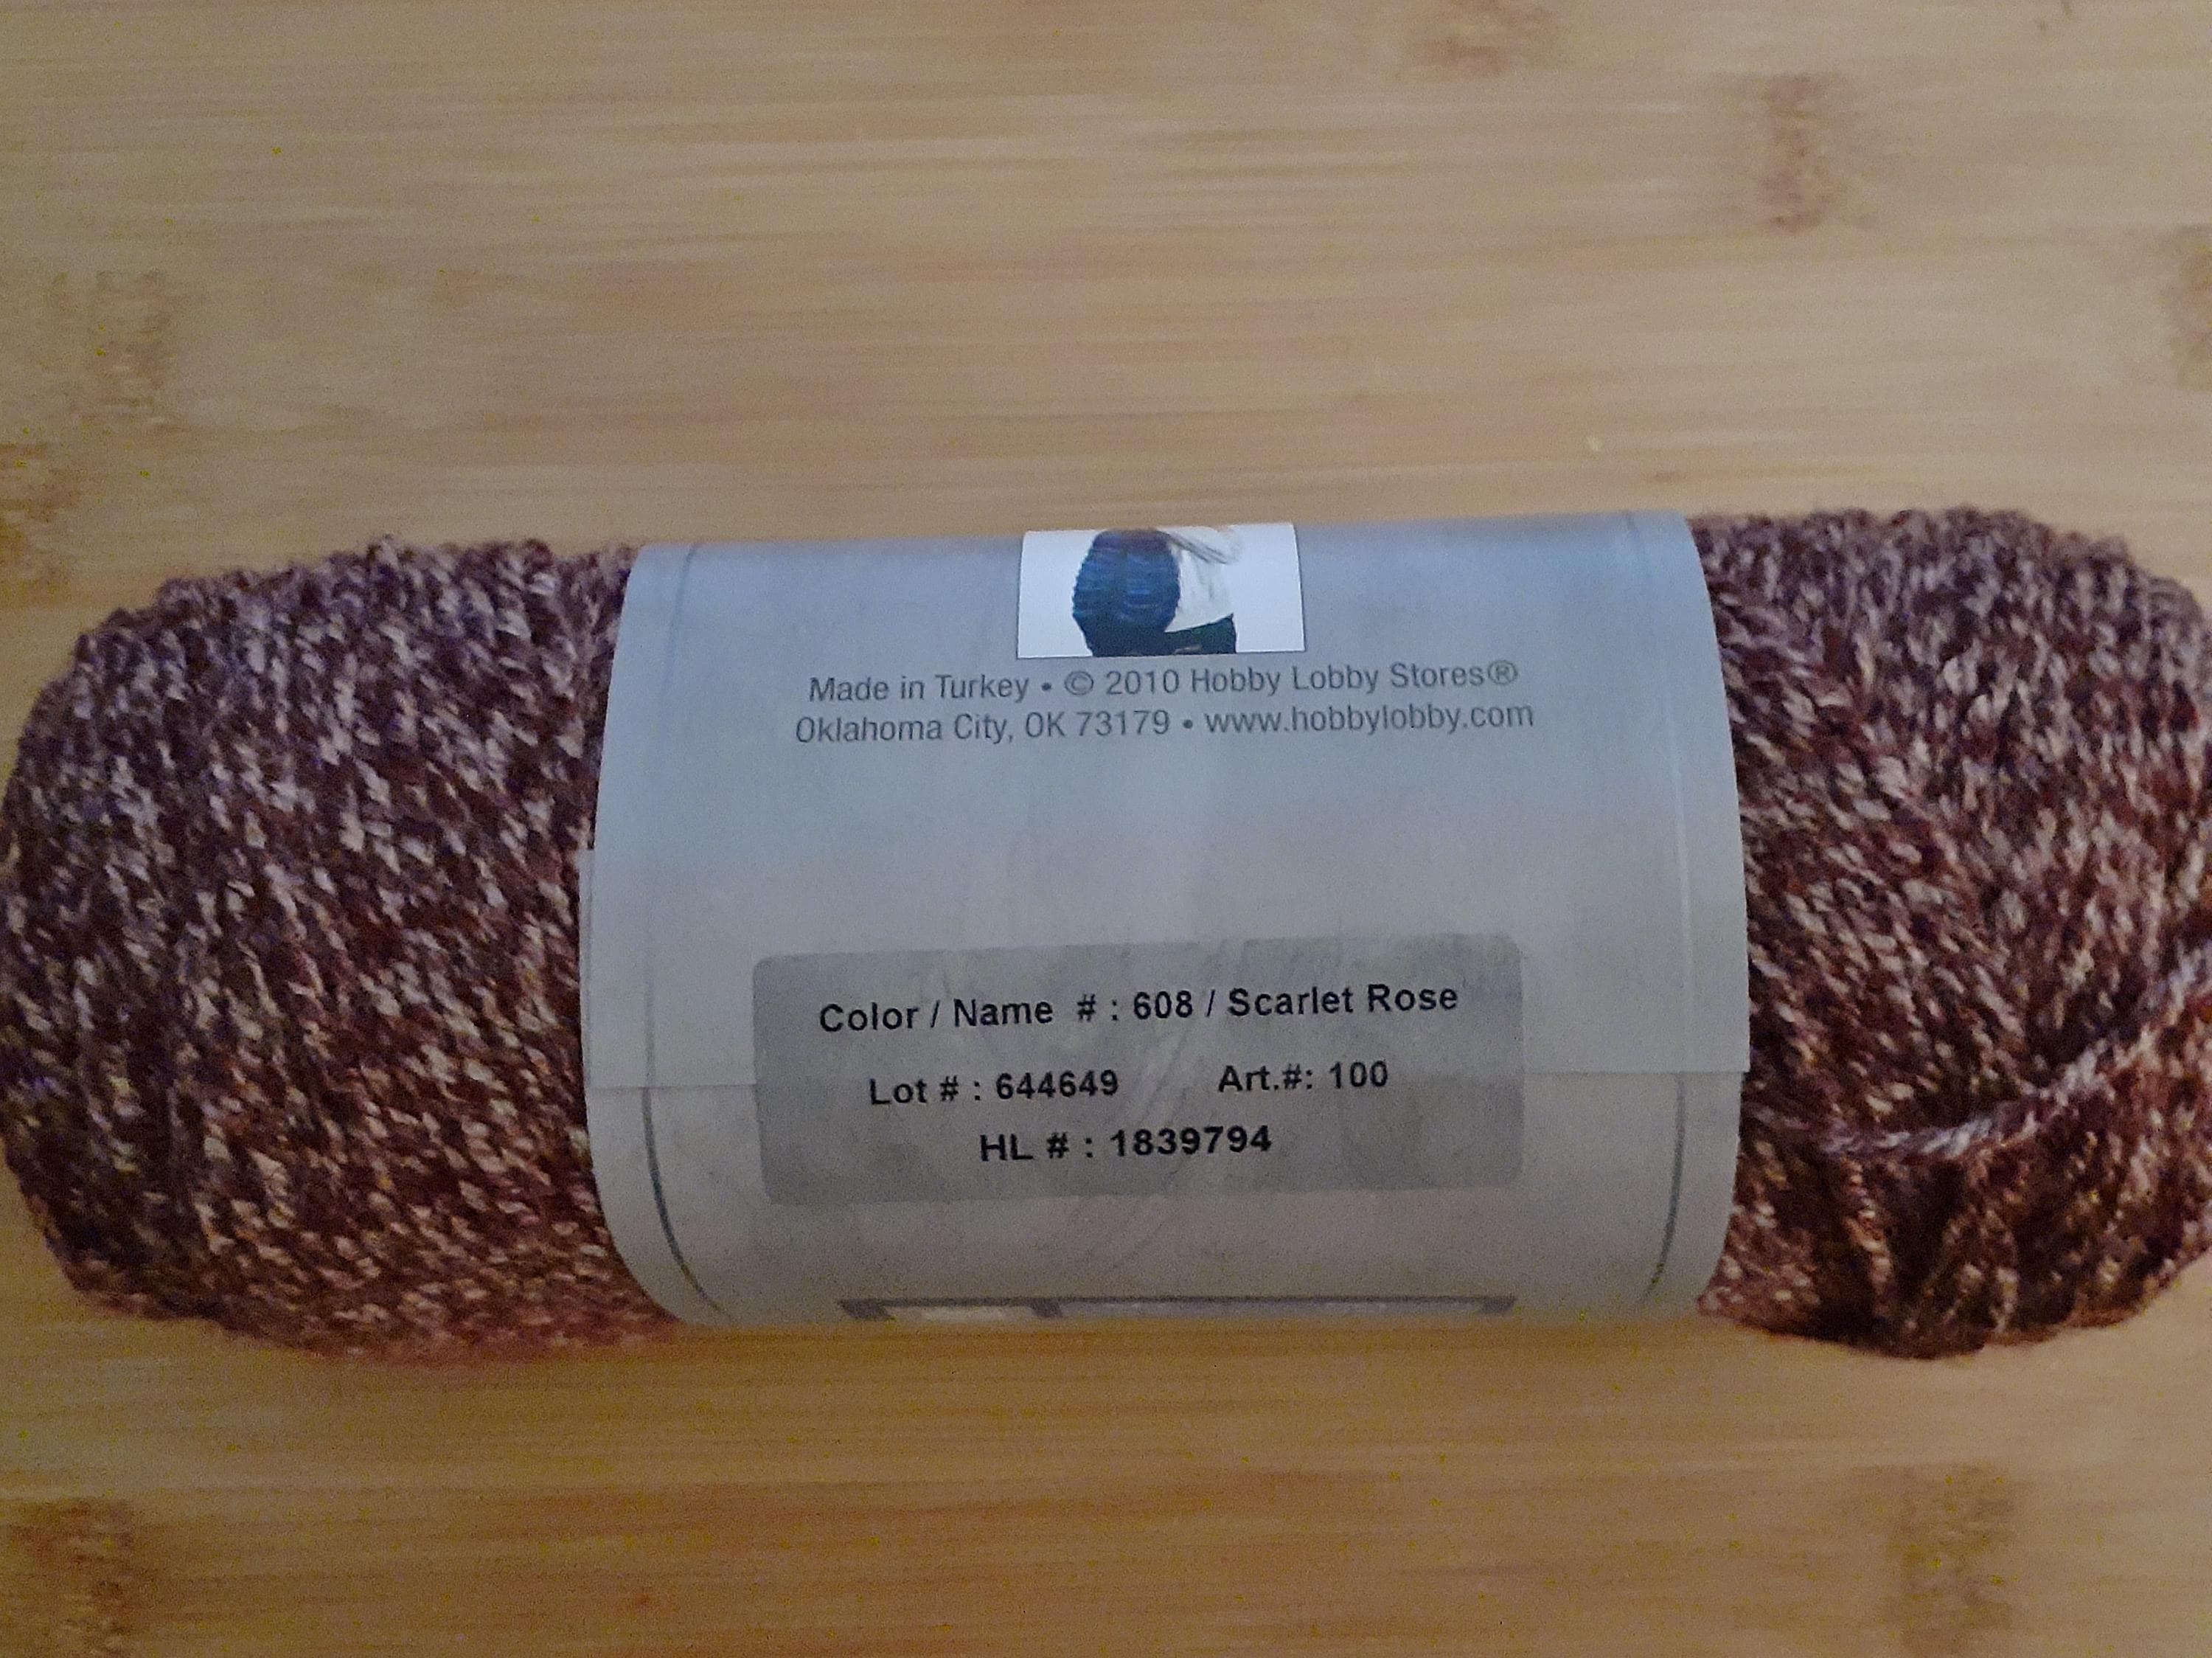 Made in Turkey • © 2010 Hobby Lobby Stores®
Oklahoma City, OK 73179 • www.hobbylobby.com
Color / Name # : 608 / Scarlet Rose
Lot # : 644649 Art.#: 100
HL # : 1839794